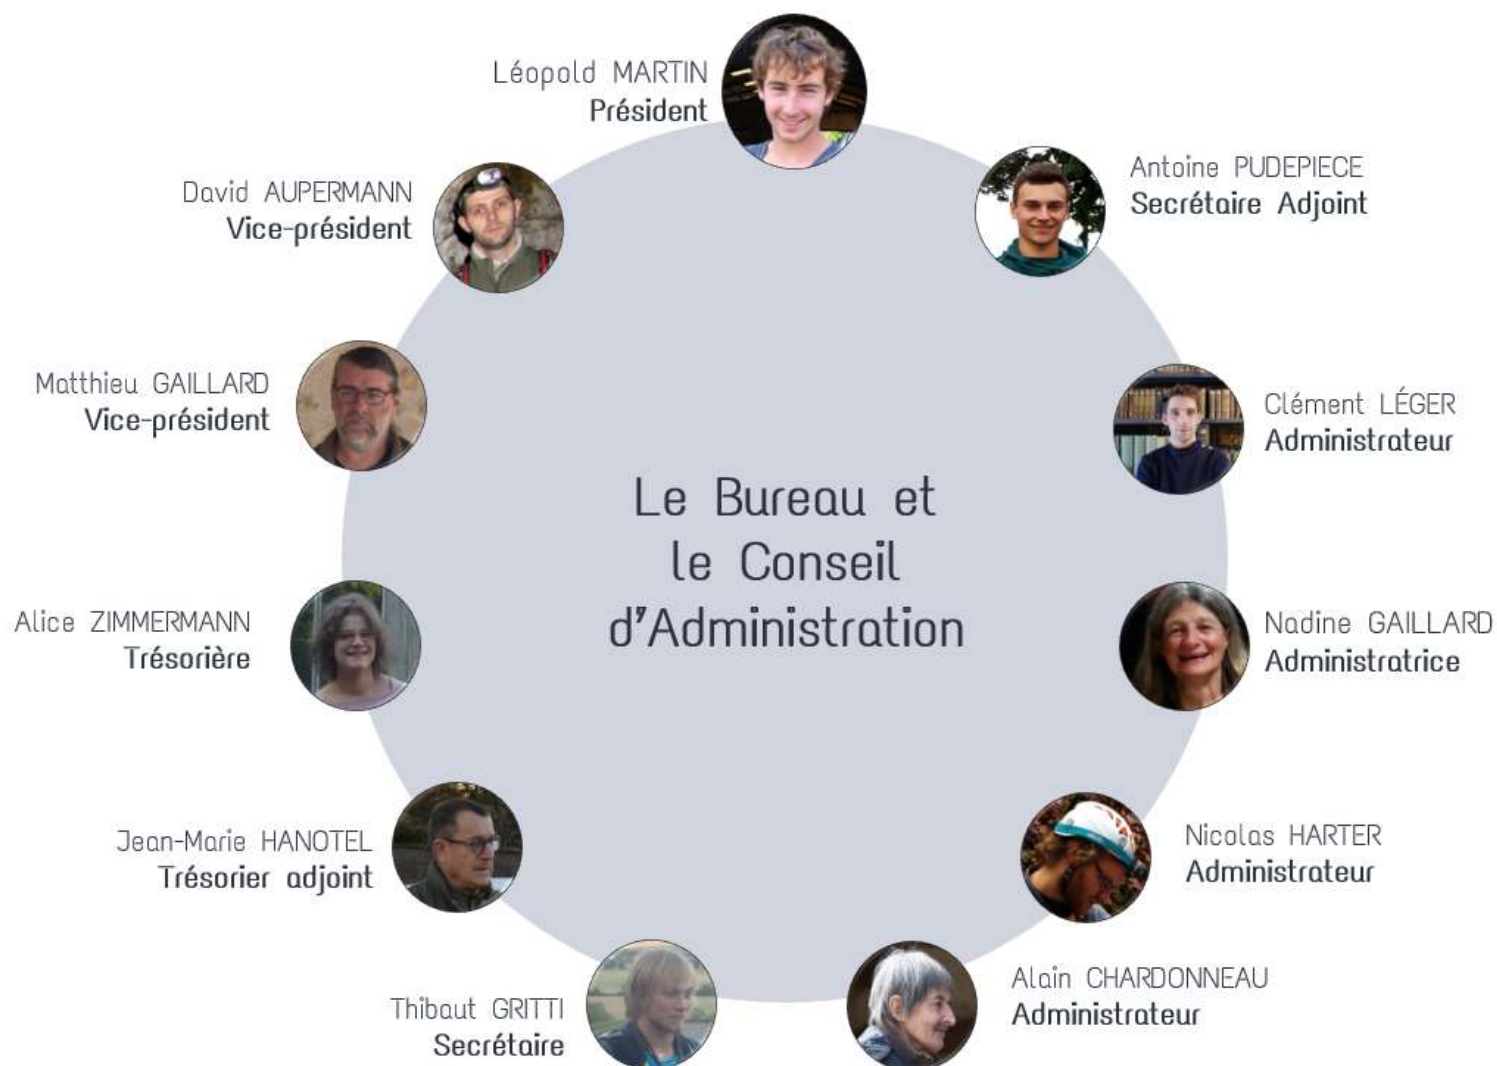 Léopold MARTIN
Président
Antoine PUDEPIECE
Secrétaire Adjoint
David AUPERMANN
Vice-président
Matthieu GAILLARD
Vice-président
Clément LÉGER
Administrateur
Le Bureau et
le Conseil
d'Administration
Alice ZIMMERMANN
Trésorière
Nadine GAILLARD
Administratrice
Jean-Marie HANOTEL
Trésorier adjoint
Nicolas HARTER
Administrateur
Thibaut GRITTI
Secrétaire
Alain CHARDONNEAU
Administrateur